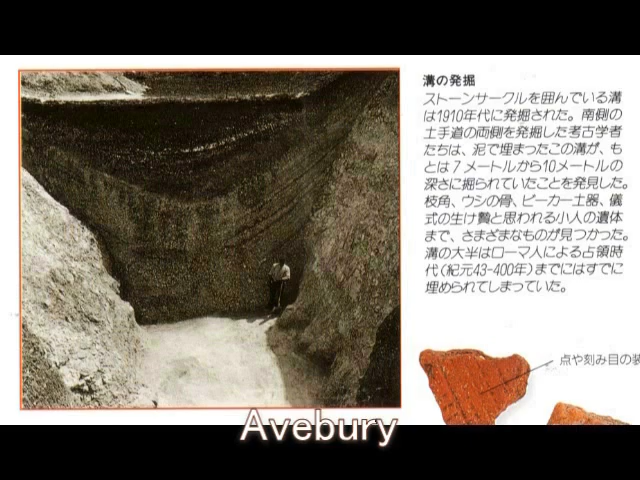 溝の発掘
ストーンサークルを囲んでいる溝
は1910年代に発掘された。南側の
土手道の両側を発掘した考古学者
たちは、泥で埋まったこの溝が、も
とは7メートルから10メートルの
深さに掘られていたことを発見した。
枝角、ウシの骨、ビーカー土器、儀
式の生け贄と思われる小人の遺体
まで、さまざまなものが見つかった。
溝の大半はローマ人による占領時
代(紀元43-400年)までにはすでに
埋められてしまっていた。
点や刻み目の装
Avebury